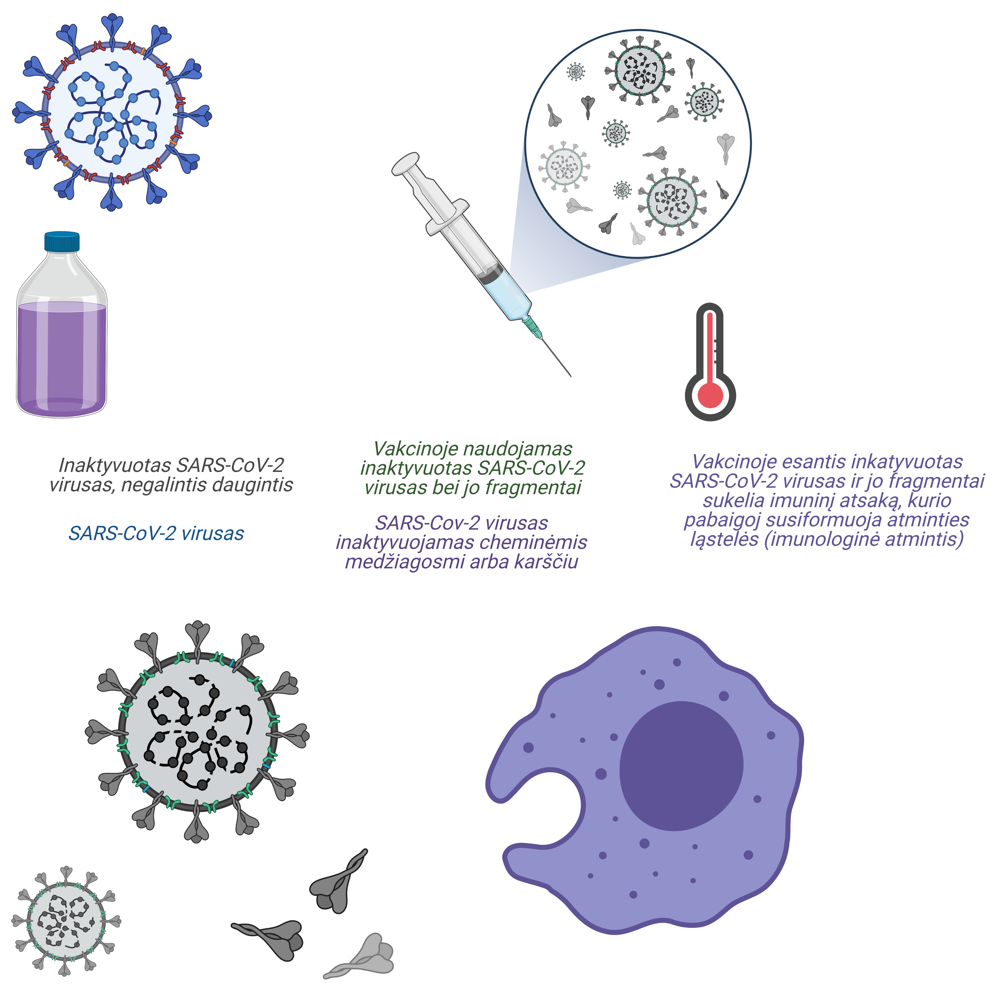 Inaktyvuotas SARS-CoV-2
virusas, negalintis daugintis
SARS-CoV-2 virusas
Vakcinoje naudojamas
inaktyvuotas SARS-CoV-2
virusas bei jo fragmentai
SARS-Cov-2 virusas
inaktyvuojamas cheminėmis
medžiagosmi arba karščiu
Vakcinoje esantis inkatyvuotas
SARS-CoV-2 virusas ir jo fragmentai
sukelia imuninį atsaką, kurio
pabaigoj susiformuoja atminties
ląstelės (imunologinė atmintis)